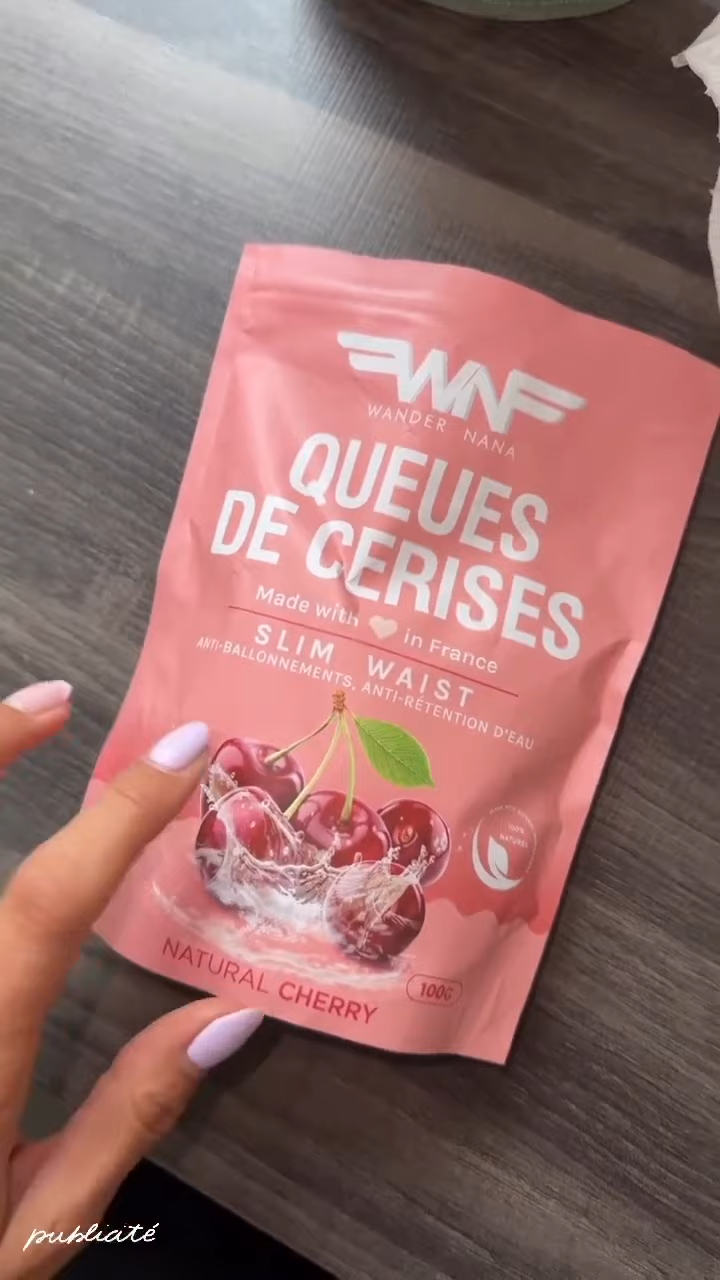 WNF
WANDER NANA
QUEUES
DE CERISES
Made with in France
SLIM WAIST
ANTI-BALLONNEMENTS, ANTI-RÉTENTION D'EAU
100%
NATUREL
NATURAL CHERRY
100G
publicité